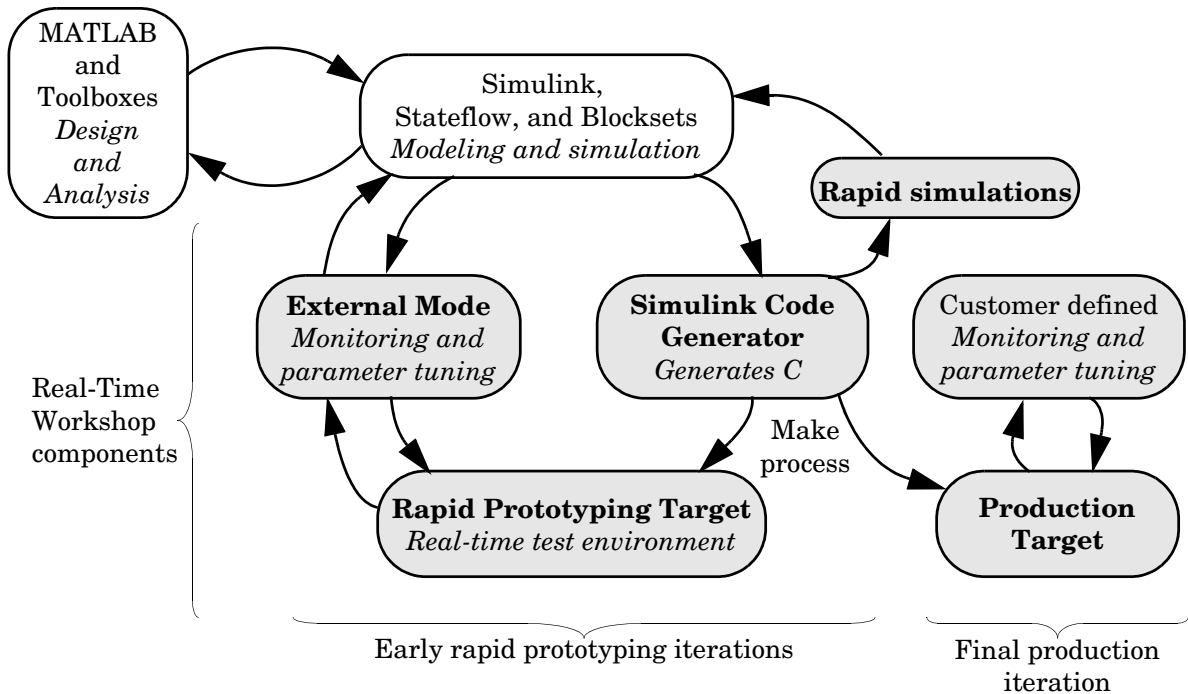 MATLAB
and
Toolboxes
Design
and
Analysis
Simulink,
Stateflow, and Blocksets
Modeling and simulation
Rapid simulations
External Mode
Monitoring and
parameter tuning
Simulink Code
Generator
Generates C
Customer defined
Monitoring and
parameter tuning
Real-Time
Workshop
components
Make
process
Rapid Prototyping Target
Real-time test environment
Production
Target
Early rapid prototyping iterations
Final production
iteration